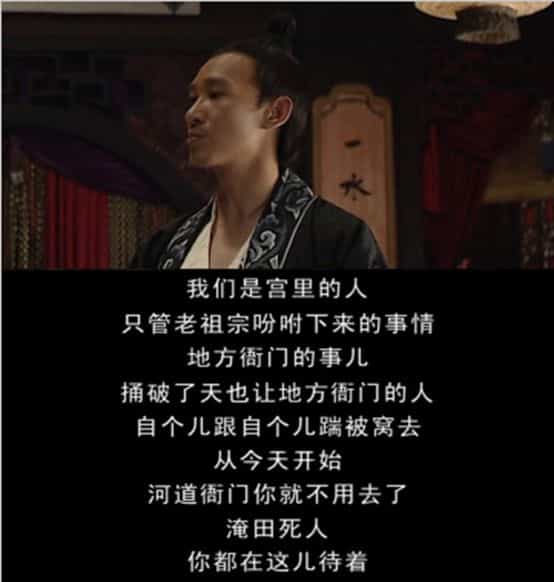 一水
我们是宫里的人
只管老祖宗吩咐下来的事情
地方衙门的事儿
捅破了天也让地方衙门的人
自个儿跟自个儿踹被窝去
从今天开始
河道衙门你就不用去了
淹田死人
你都在这儿待着